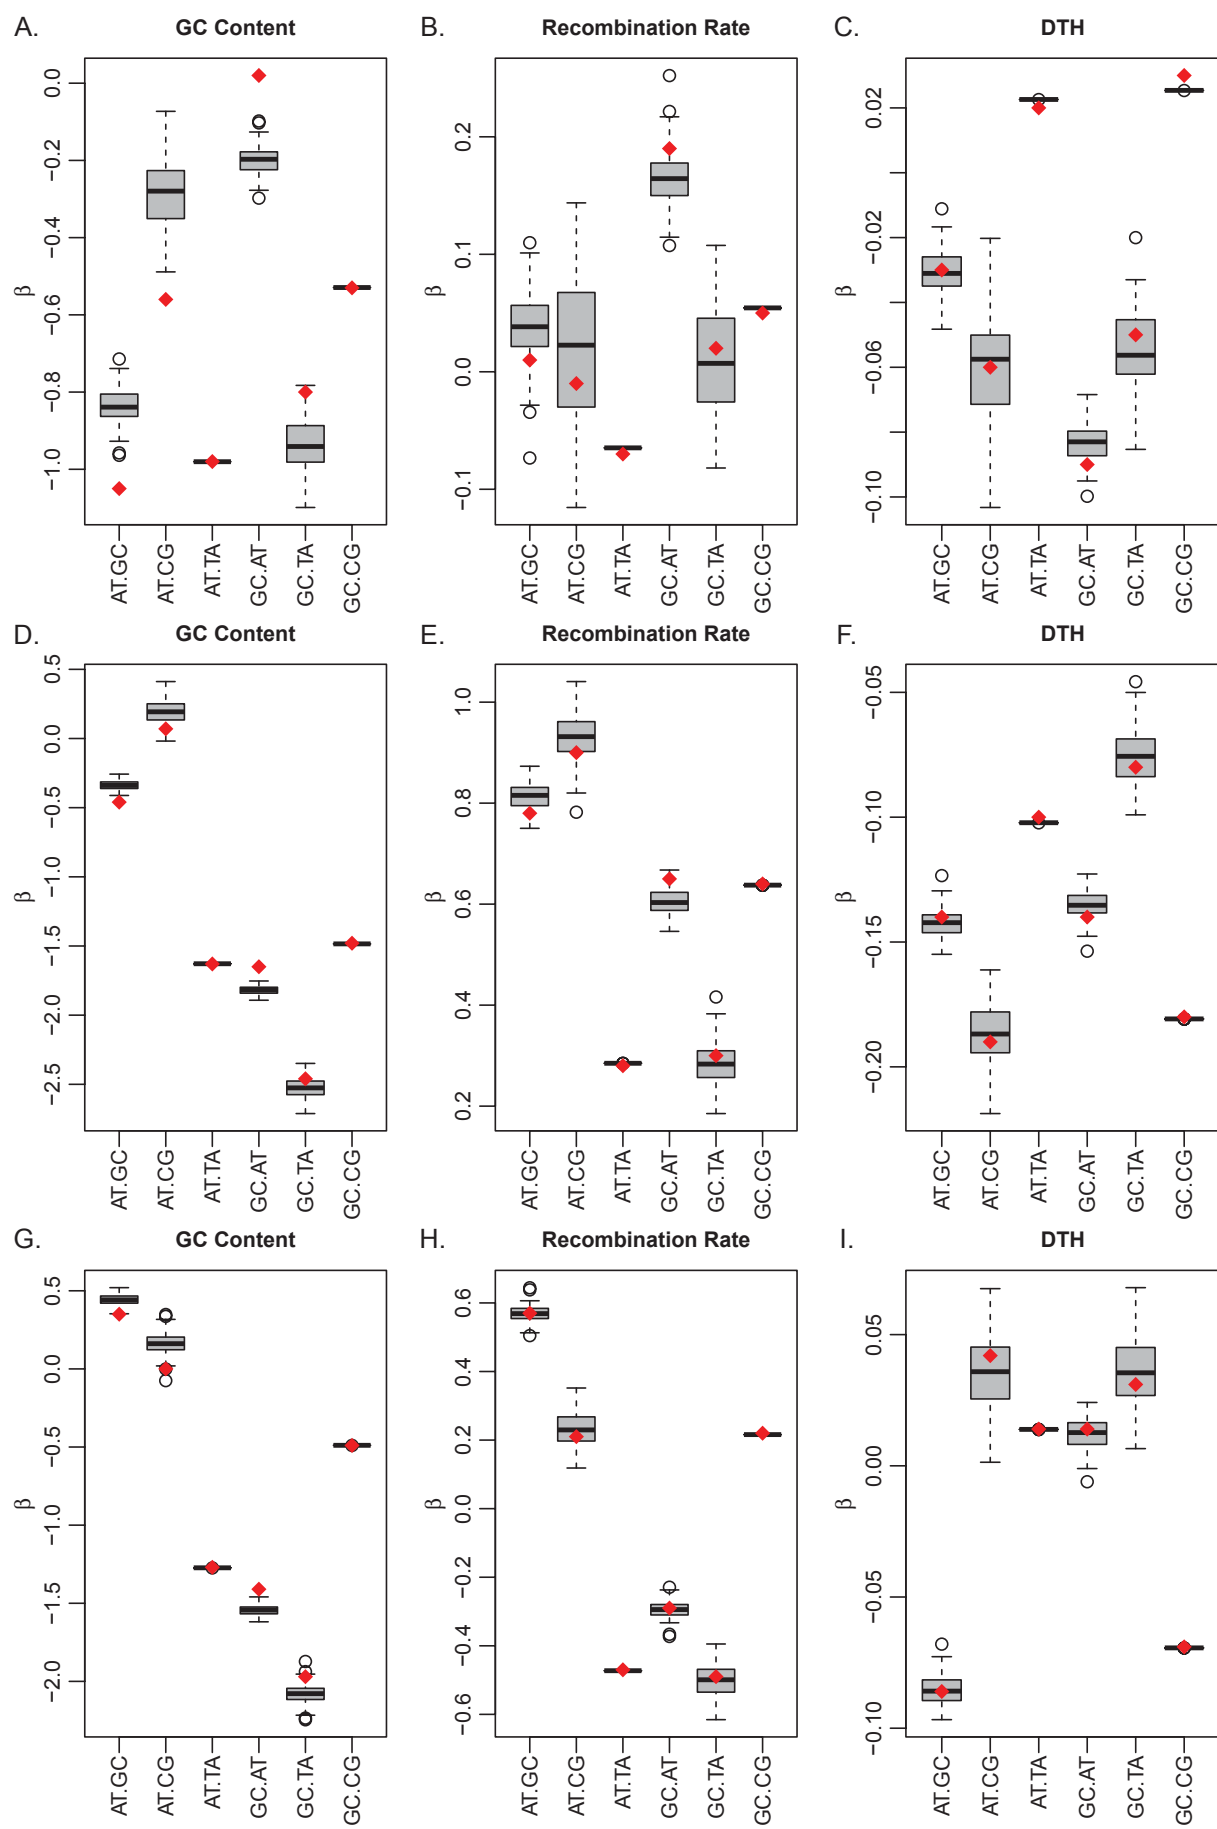 A. GC Content
B. Recombination Rate
C. DTH
β
0.0
−0.2
−0.4
−0.6
−0.8
−1.0
AT.GC
AT.CG
AT.TA
GC.AT
GC.TA
GC.CG
β
0.2
0.1
0.0
−0.1
AT.GC
AT.CG
AT.TA
GC.AT
GC.TA
GC.CG
β
0.02
−0.02
−0.06
−0.10
AT.GC
AT.CG
AT.TA
GC.AT
GC.TA
GC.CG
D. GC Content
E. Recombination Rate
F. DTH
β
0.5
0.0
−0.5
−1.0
−1.5
−2.0
−2.5
AT.GC
AT.CG
AT.TA
GC.AT
GC.TA
GC.CG
β
1.0
0.8
0.6
0.4
0.2
AT.GC
AT.CG
AT.TA
GC.AT
GC.TA
GC.CG
β
−0.05
−0.10
−0.15
−0.20
AT.GC
AT.CG
AT.TA
GC.AT
GC.TA
GC.CG
G. GC Content
H. Recombination Rate
I. DTH
β
0.5
0.0
−0.5
−1.0
−1.5
−2.0
AT.GC
AT.CG
AT.TA
GC.AT
GC.TA
GC.CG
β
0.6
0.4
0.2
0.0
−0.2
−0.4
−0.6
AT.GC
AT.CG
AT.TA
GC.AT
GC.TA
GC.CG
β
0.05
0.00
−0.05
−0.10
AT.GC
AT.CG
AT.TA
GC.AT
GC.TA
GC.CG